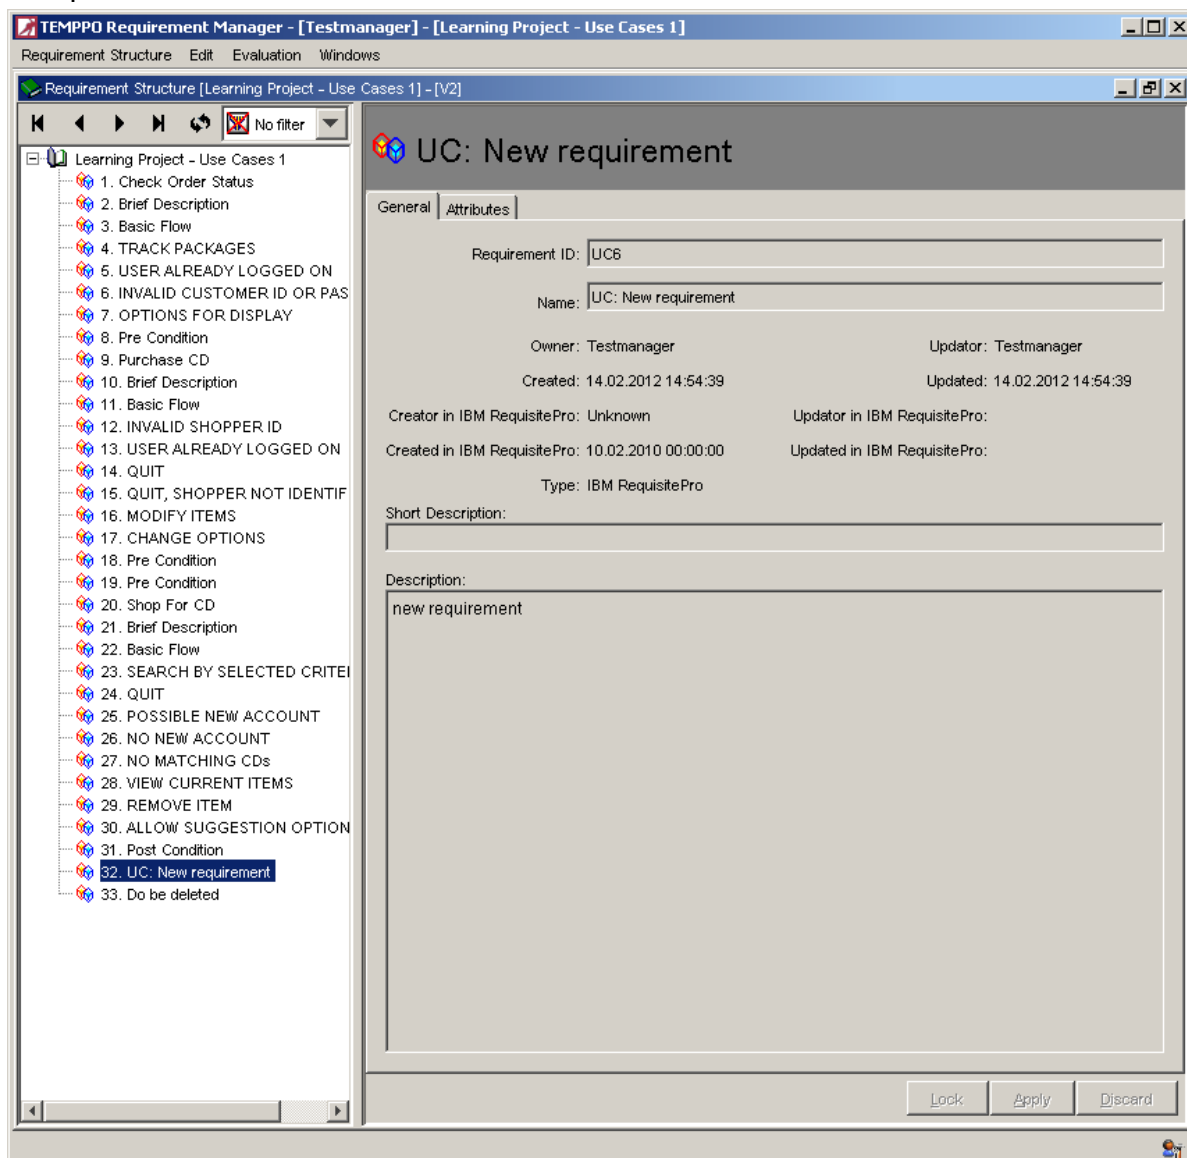 TEMPPO Requirement Manager - [Testmanager] - [Learning Project - Use Cases 1]
Requirement Structure Edit Evaluation Windows
Requirement Structure [Learning Project - Use Cases 1] - [V2]
No filter
Learning Project - Use Cases 1
1. Check Order Status
2. Brief Description
3. Basic Flow
4. TRACK PACKAGES
5. USER ALREADY LOGGED ON
6. INVALID CUSTOMER ID OR PAS
7. OPTIONS FOR DISPLAY
8. Pre Condition
9. Purchase CD
10. Brief Description
11. Basic Flow
12. INVALID SHOPPER ID
13. USER ALREADY LOGGED ON
14. QUIT
15. QUIT, SHOPPER NOT IDENTIF
16. MODIFY ITEMS
17. CHANGE OPTIONS
18. Pre Condition
19. Pre Condition
20. Shop For CD
21. Brief Description
22. Basic Flow
23. SEARCH BY SELECTED CRITEI
24. QUIT
25. POSSIBLE NEW ACCOUNT
26. NO NEW ACCOUNT
27. NO MATCHING CDs
28. VIEW CURRENT ITEMS
29. REMOVE ITEM
30. ALLOW SUGGESTION OPTION
31. Post Condition
32. UC: New requirement
33. Do be deleted
UC: New requirement
General Attributes
Requirement ID: UC6
Name: UC: New requirement
Owner: Testmanager Updator: Testmanager
Created: 14.02.2012 14:54:39 Updated: 14.02.2012 14:54:39
Creator in IBM RequisitePro: Unknown Updator in IBM RequisitePro:
Created in IBM RequisitePro: 10.02.2010 00:00:00 Updated in IBM RequisitePro:
Type: IBM RequisitePro
Short Description:
Description:
new requirement
Lock Apply Discard